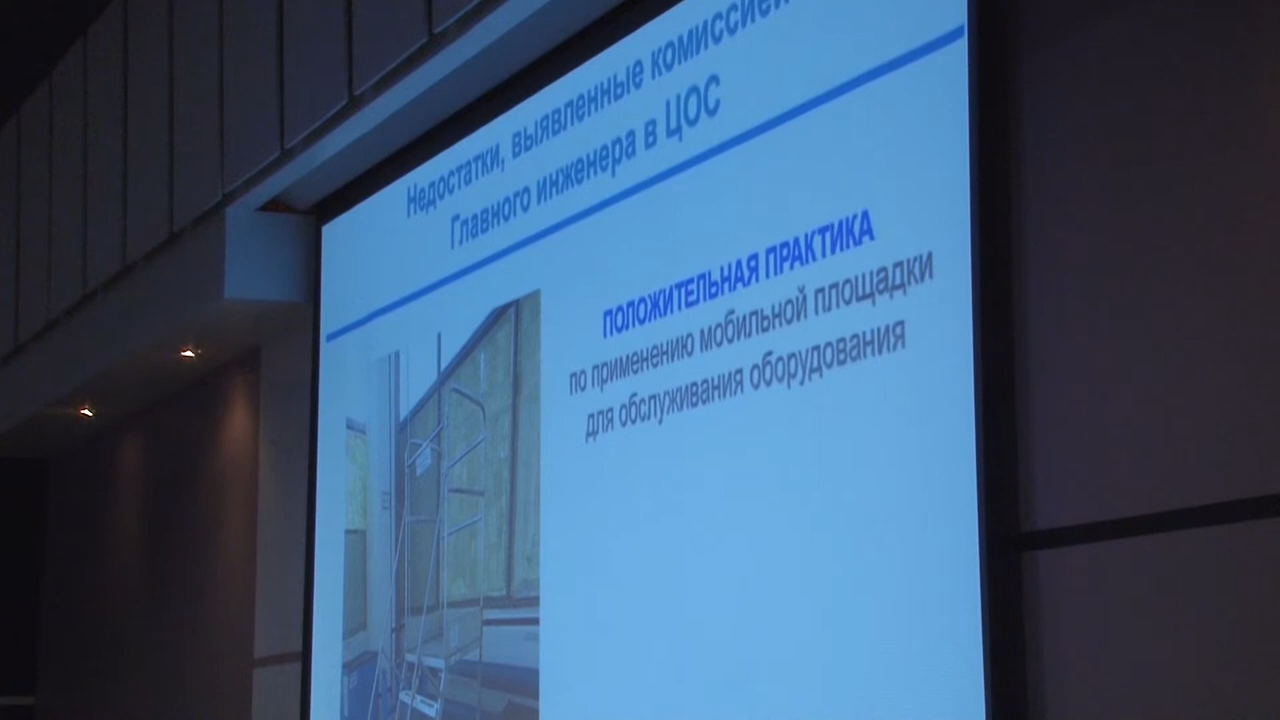 Недостатки, выявленные комиссией
Главного инженера в ЦОС
ПОЛОЖИТЕЛЬНАЯ ПРАКТИКА
по применению мобильной площадки
для обслуживания оборудования